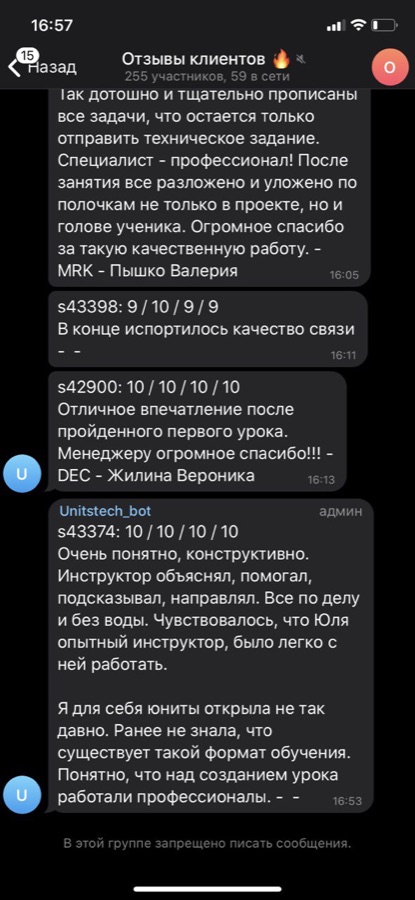 16:57
15
Назад
Отзывы клиентов 🔥
255 участников, 59 в сети
О
Так дотошно и тщательно прописаны
все задачи, что остается только
отправить техническое задание.
Специалист - профессионал! После
занятия все разложено и уложено по
полочкам не только в проекте, но и
голове ученика. Огромное спасибо
за такую качественную работу. -
MRK - Пышко Валерия
16:05
s43398: 9 / 10 / 9 / 9
В конце испортилось качество связи
- -
16:11
s42900: 10 / 10 / 10 / 10
Отличное впечатление после
пройденного первого урока.
Менеджеру огромное спасибо!!! -
DEC - Жилина Вероника
16:13
U
Unitstech_bot админ
s43374: 10 / 10 / 10 / 10
Очень понятно, конструктивно.
Инструктор объяснял, помогал,
подсказывал, направлял. Все по делу
и без воды. Чувствовалось, что Юля
опытный инструктор, было легко с
ней работать.
Я для себя юниты открыла не так
давно. Ранее не знала, что
существует такой формат обучения.
Понятно, что над созданием урока
работали профессионалы. - -
16:53
U
В этой группе запрещено писать сообщения.